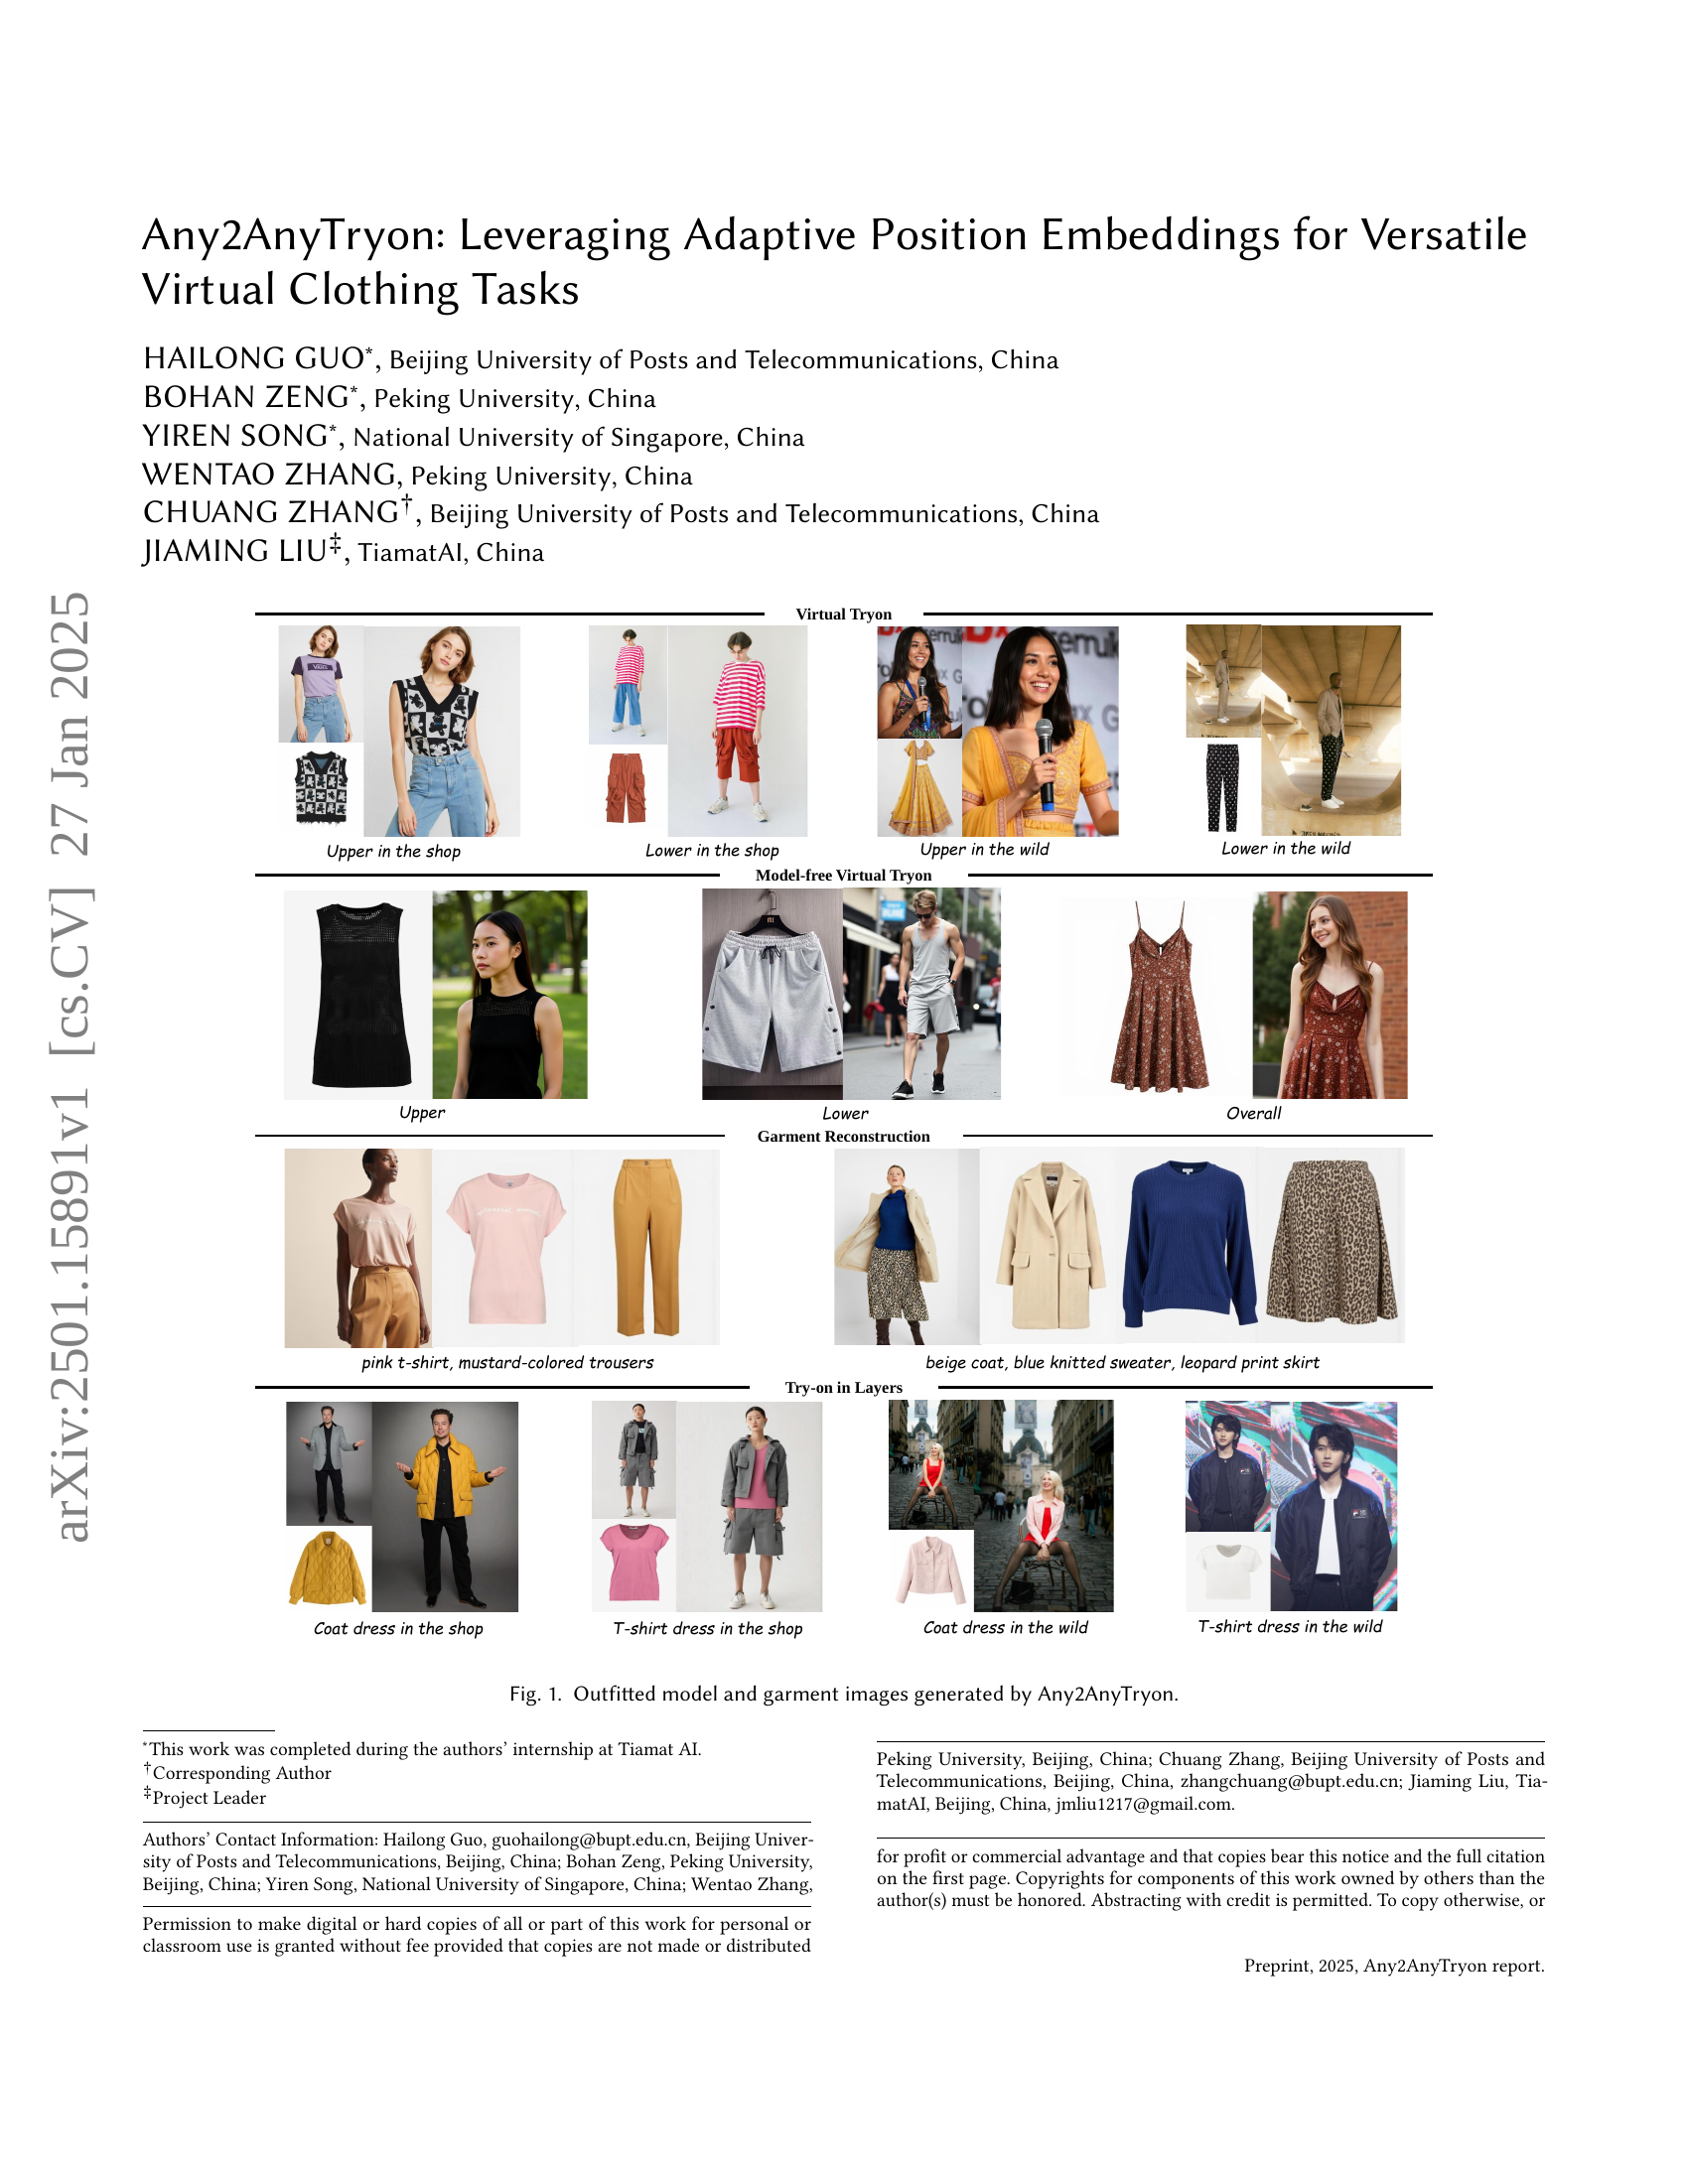 Any2AnyTryon: Leveraging Adaptive Position Embeddings for Versatile
Virtual Clothing Tasks
HAILONG GUO*, Beijing University of Posts and Telecommunications, China
BOHAN ZENG*, Peking University, China
YIREN SONG*, National University of Singapore, China
WENTAO ZHANG, Peking University, China
CHUANG ZHANG†, Beijing University of Posts and Telecommunications, China
JIAMING LIU‡, TiamatAI, China
arXiv:2501.15891v1 [cs.CV] 27 Jan 2025
Virtual Tryon
Upper in the shop
Lower in the shop
Upper in the wild
Lower in the wild
Model-free Virtual Tryon
Upper
Lower
Overall
Garment Reconstruction
pink t-shirt, mustard-colored trousers
beige coat, blue knitted sweater, leopard print skirt
Try-on in Layers
Coat dress in the shop
T-shirt dress in the shop
Coat dress in the wild
T-shirt dress in the wild
Fig. 1. Outfitted model and garment images generated by Any2AnyTryon.
*This work was completed during the authors' internship at Tiamat AI.
†Corresponding Author
‡Project Leader
Authors' Contact Information: Hailong Guo, guohailong@bupt.edu.cn, Beijing Univer-
sity of Posts and Telecommunications, Beijing, China; Bohan Zeng, Peking University,
Beijing, China; Yiren Song, National University of Singapore, China; Wentao Zhang,
Peking University, Beijing, China; Chuang Zhang, Beijing University of Posts and
Telecommunications, Beijing, China, zhangchuang@bupt.edu.cn; Jiaming Liu, Tia-
matAI, Beijing, China, jmliu1217@gmail.com.
Permission to make digital or hard copies of all or part of this work for personal or
classroom use is granted without fee provided that copies are not made or distributed
for profit or commercial advantage and that copies bear this notice and the full citation
on the first page. Copyrights for components of this work owned by others than the
author(s) must be honored. Abstracting with credit is permitted. To copy otherwise, or
Preprint, 2025, Any2AnyTryon report.